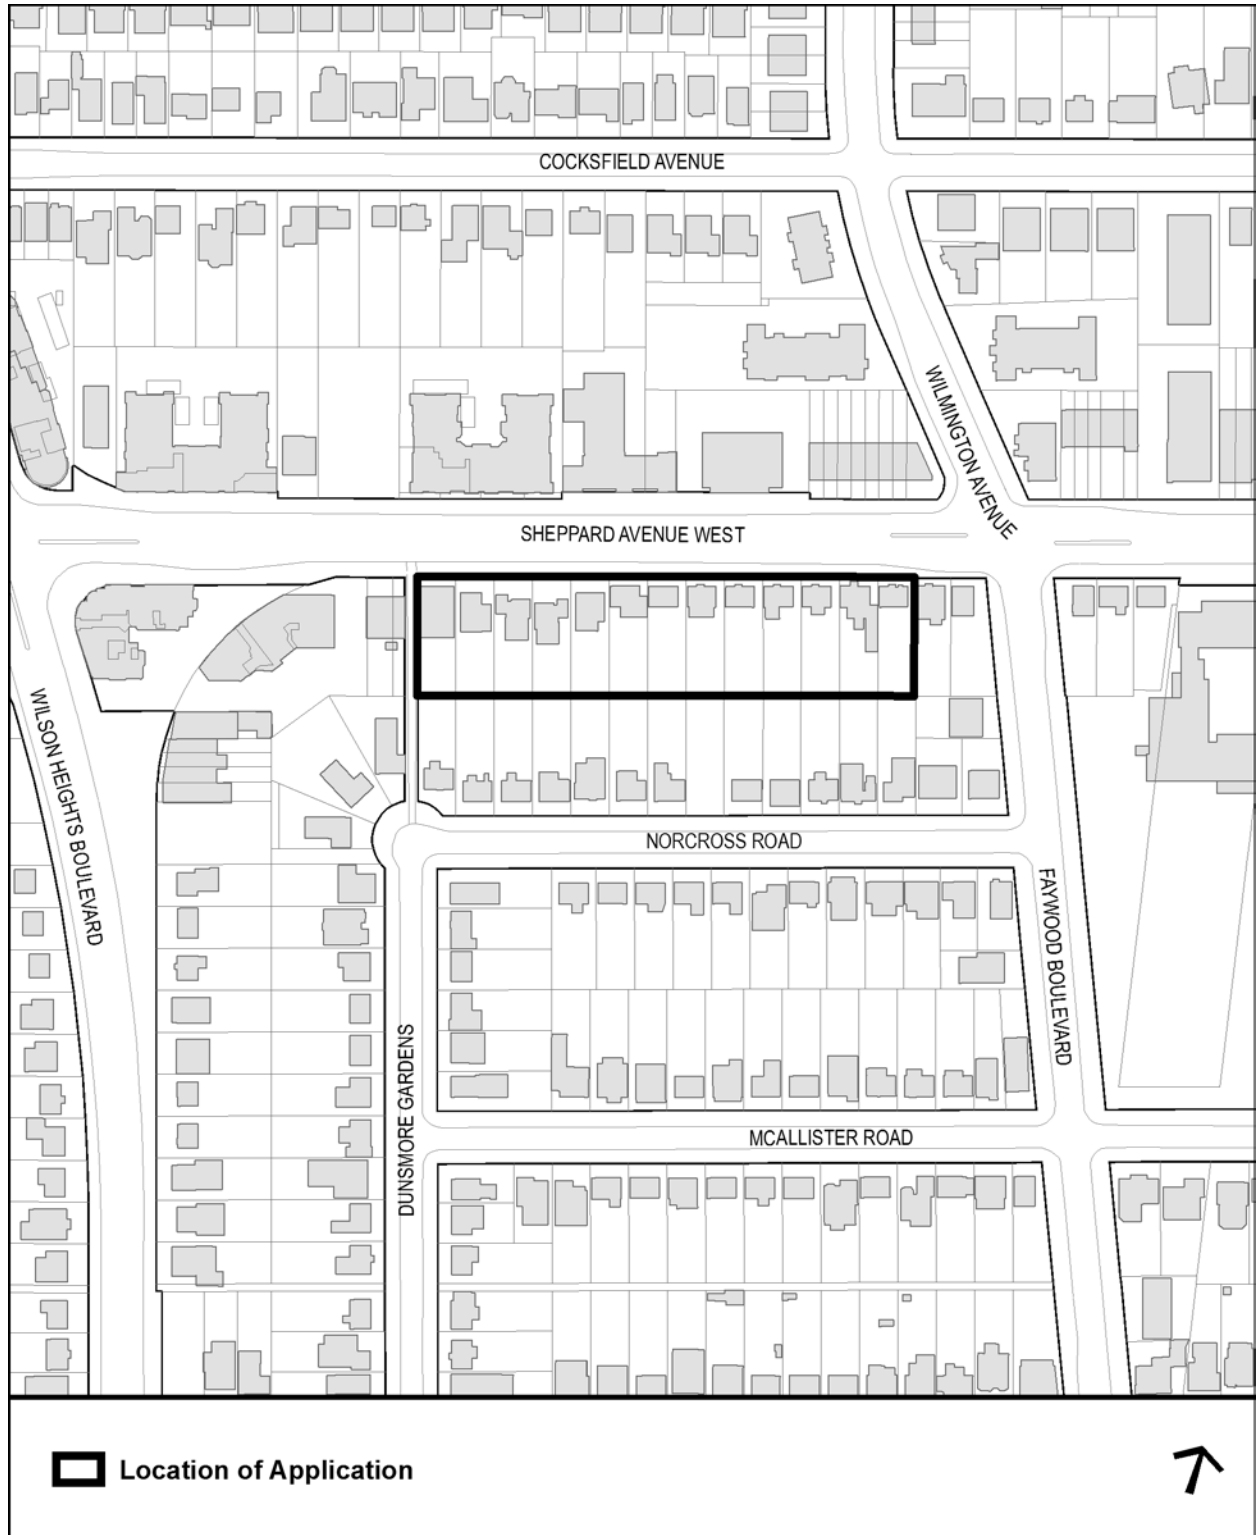 COCKSFIELD AVENUE
WILMINGTON AVENUE
SHEPPARD AVENUE WEST
WILSON HEIGHTS BOULEVARD
NORCROSS ROAD
FAYWOOD BOULEVARD
DUNSMORE GARDENS
MCALLISTER ROAD
Location of Application